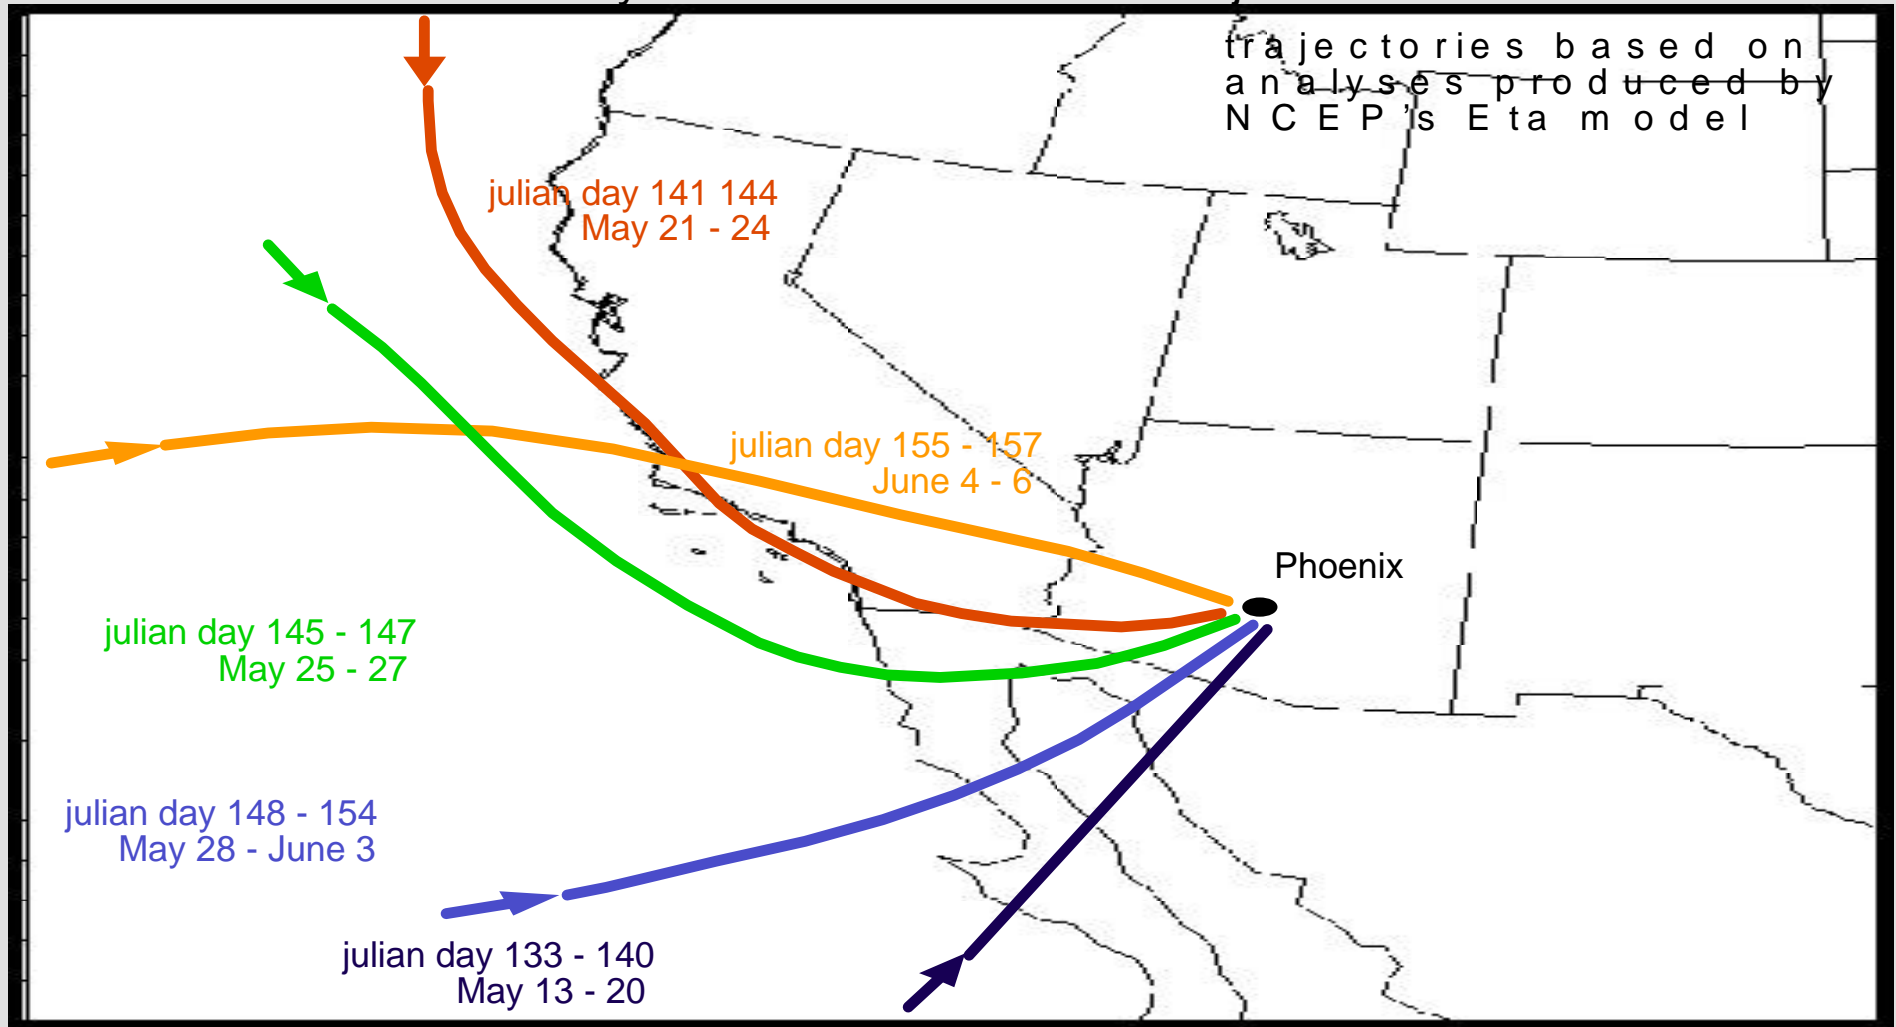 trajectories based on
analyses produced by
NCEP's Eta model
julian day 141 144
May 21 - 24
julian day 155 - 157
June 4 - 6
Phoenix
julian day 145 - 147
May 25 - 27
julian day 148 - 154
May 28 - June 3
julian day 133 - 140
May 13 - 20